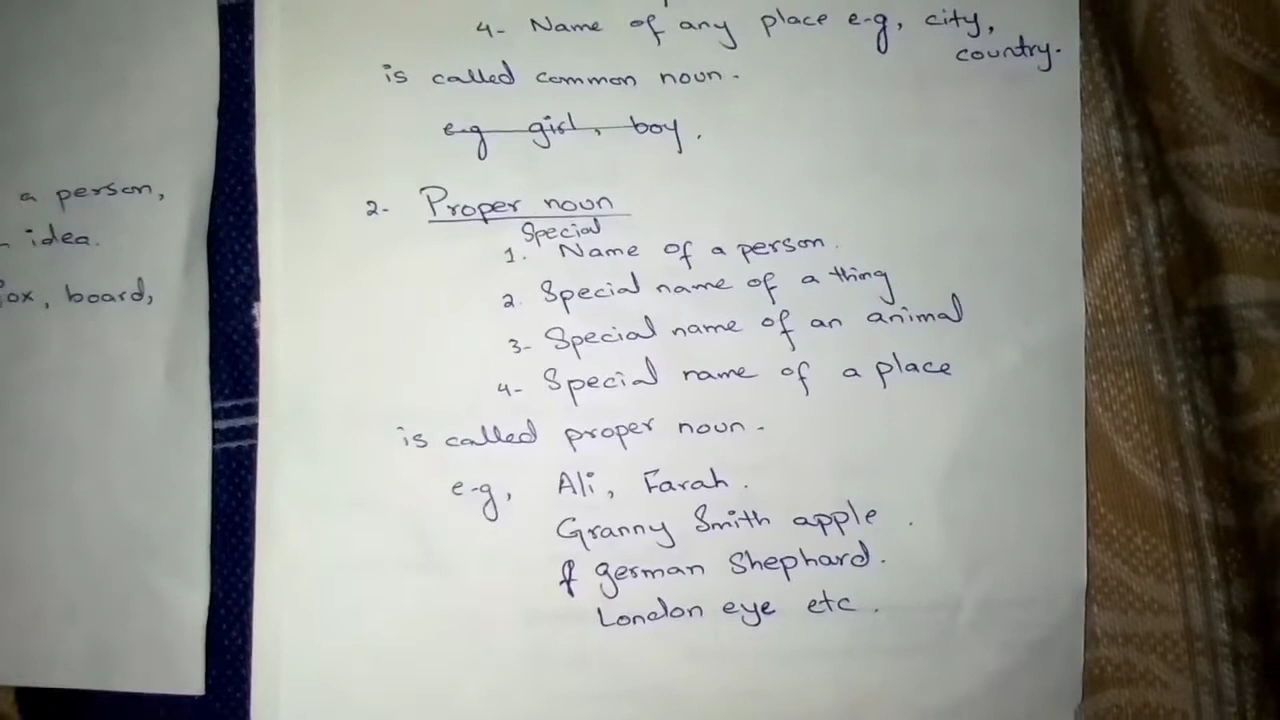 a person,
idea.
box, board,
4- Name of any place e-g, city,
country.
is called common noun.
e-g girl, boy.
2- Proper noun
Special
1. Name of a person.
2. Special name of a thing
3- Special name of an animal
4- Special name of a place
is called proper noun.
e-g, Ali, Farah.
Granny Smith apple.
german Shephard.
London eye etc.